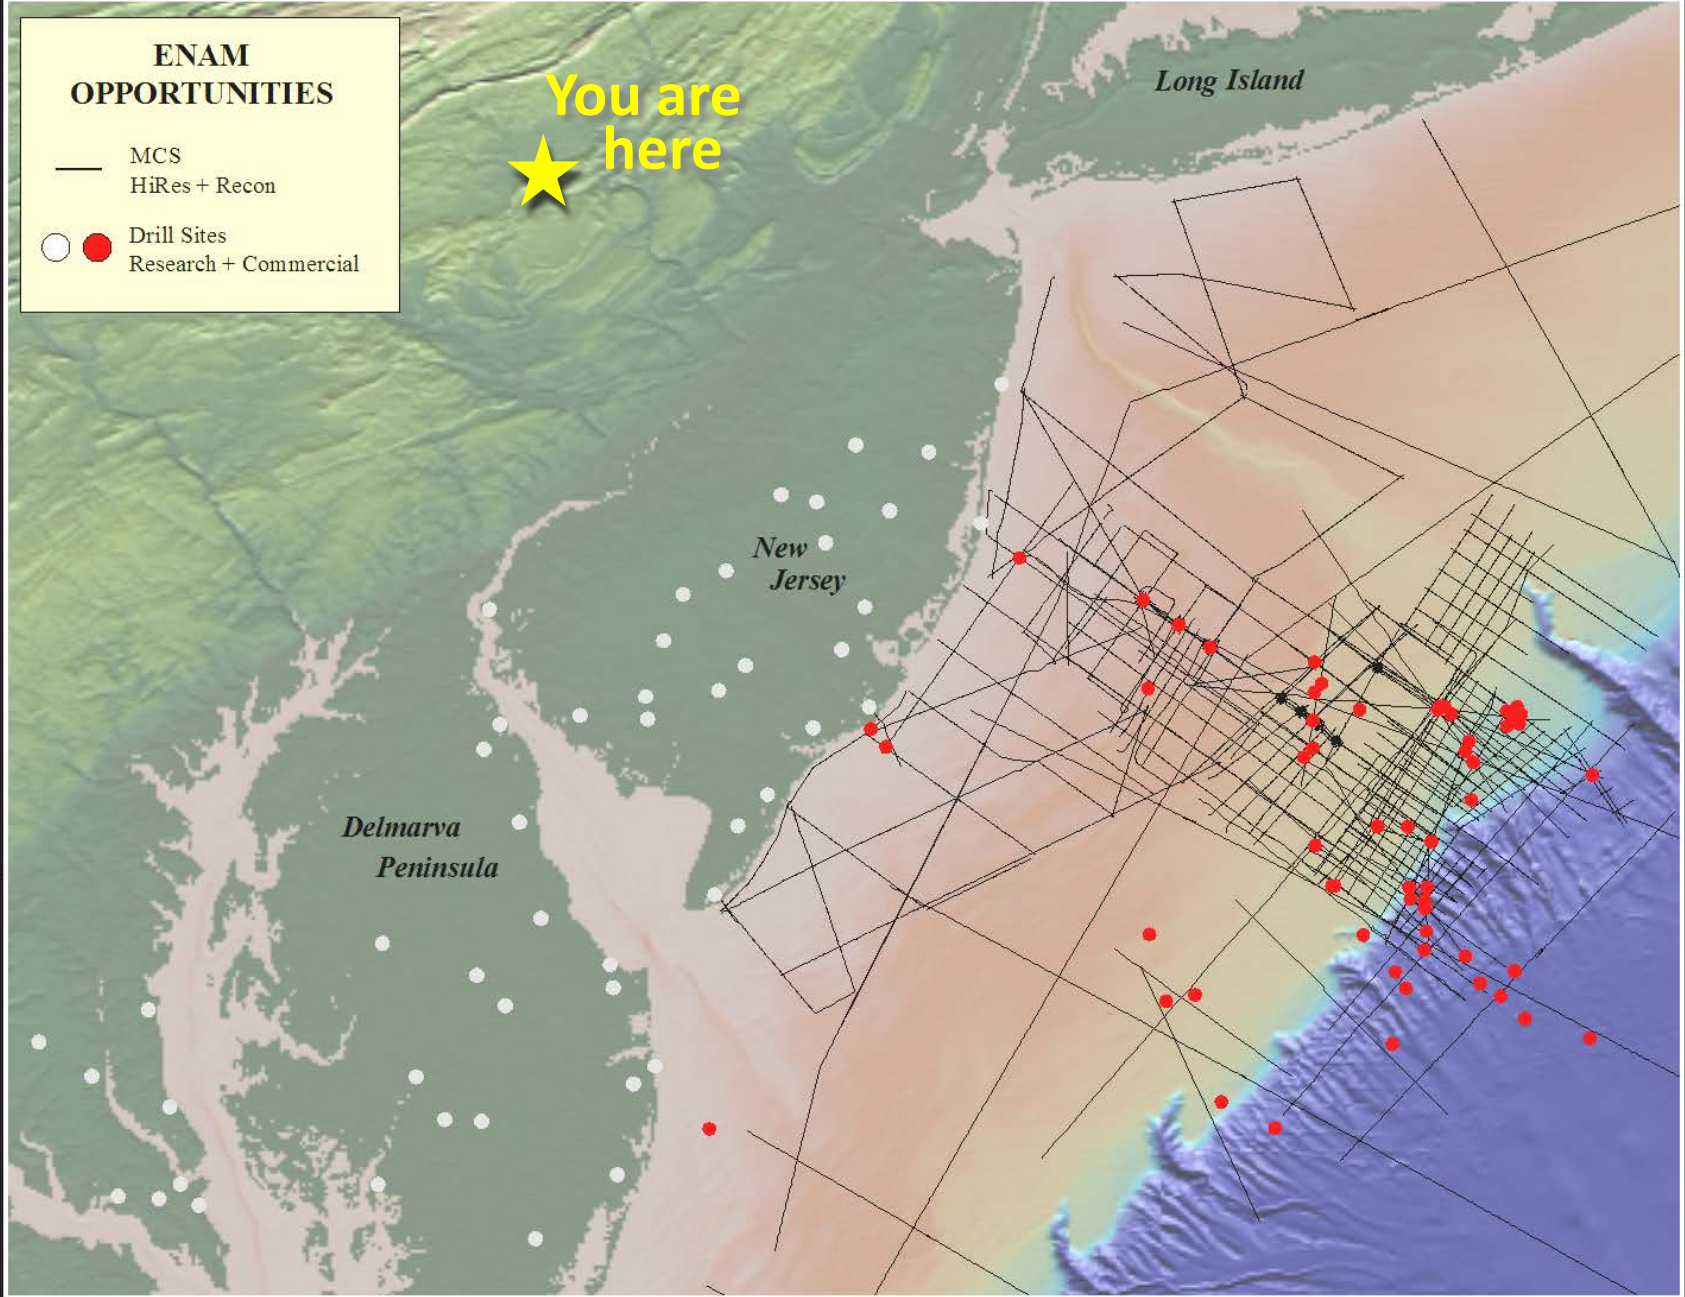 ENAM
OPPORTUNITIES
MCS
HiRes + Recon
Drill Sites
Research + Commercial
You are
here
Long Island
New
Jersey
Delmarva
Peninsula